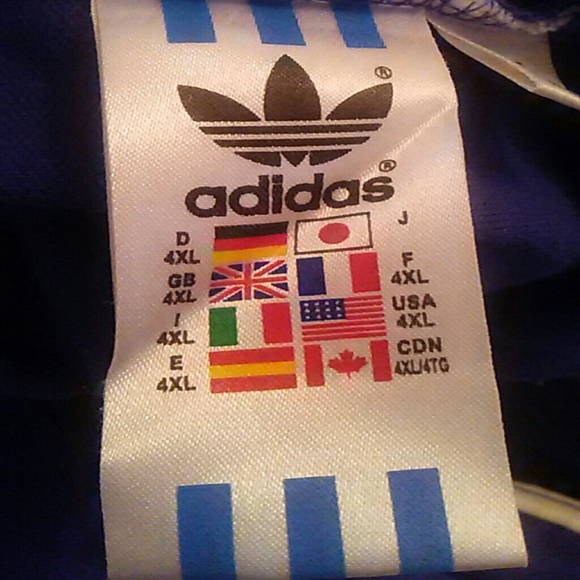 ®
adidas®
D 4XL
J
GB 4XL
F 4XL
I 4XL
USA 4XL
E 4XL
CDN 4XL/4TG